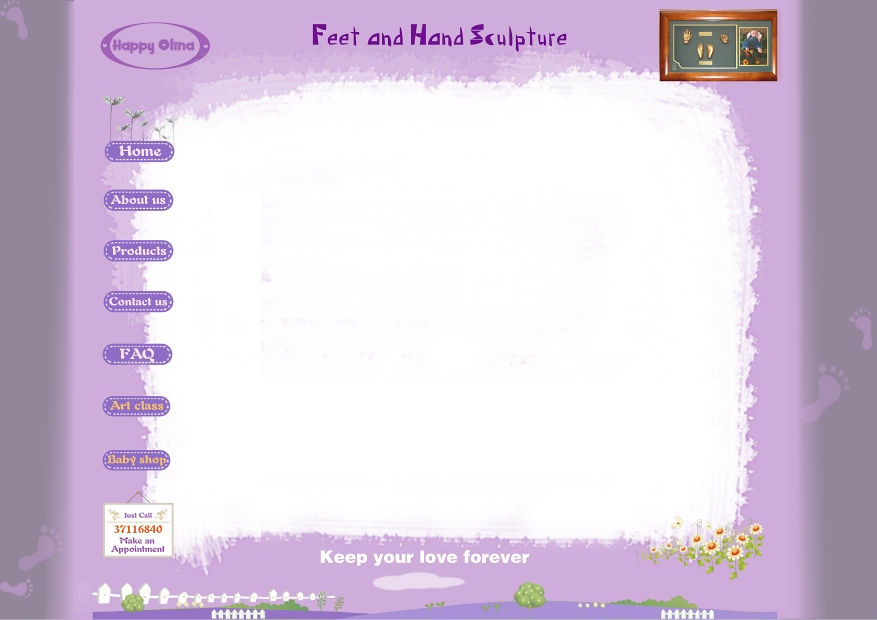 Happy Olina
Feet and Hand Sculpture
Home
About us
Products
Contact us
FAQ
Art class
Baby shop
Just Call
37116840
Make an
Appointment
Keep your love forever